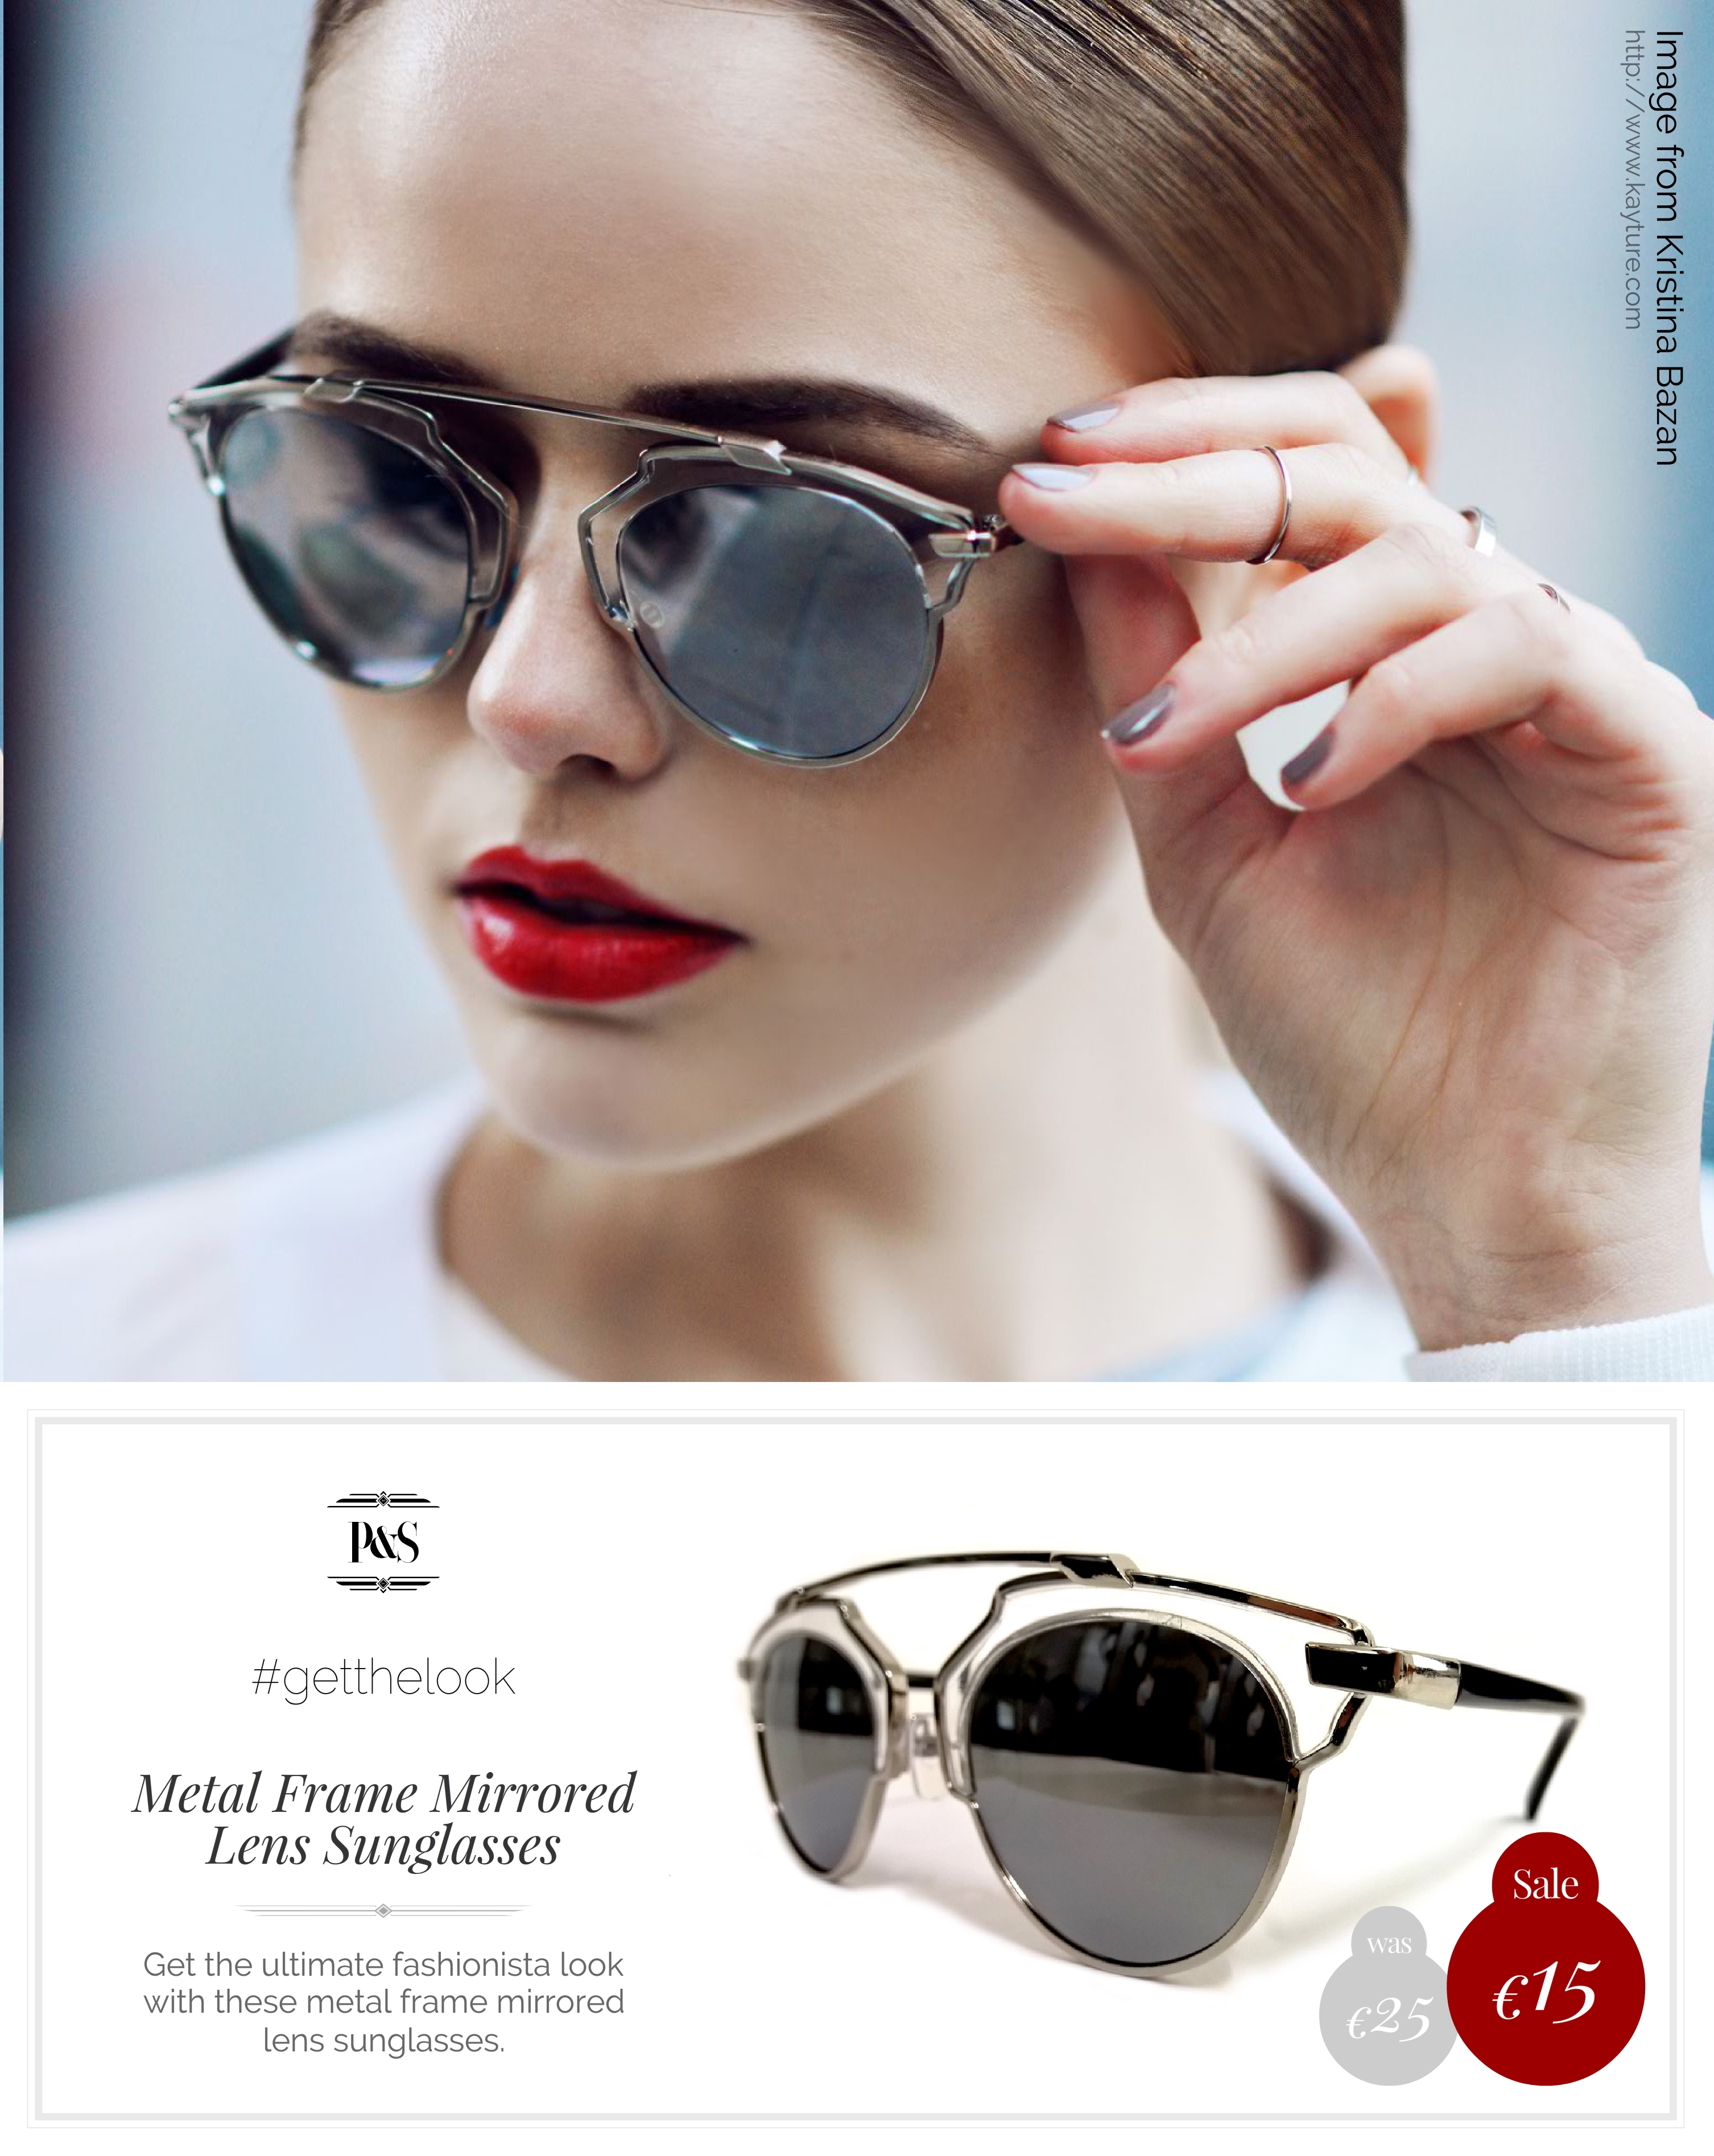 Image from Kristina Bazan
http://www.kayture.com
P&S
#getthelook
Metal Frame Mirrored
Lens Sunglasses
Get the ultimate fashionista look
with these metal frame mirrored
lens sunglasses.
was
€25
Sale
€15